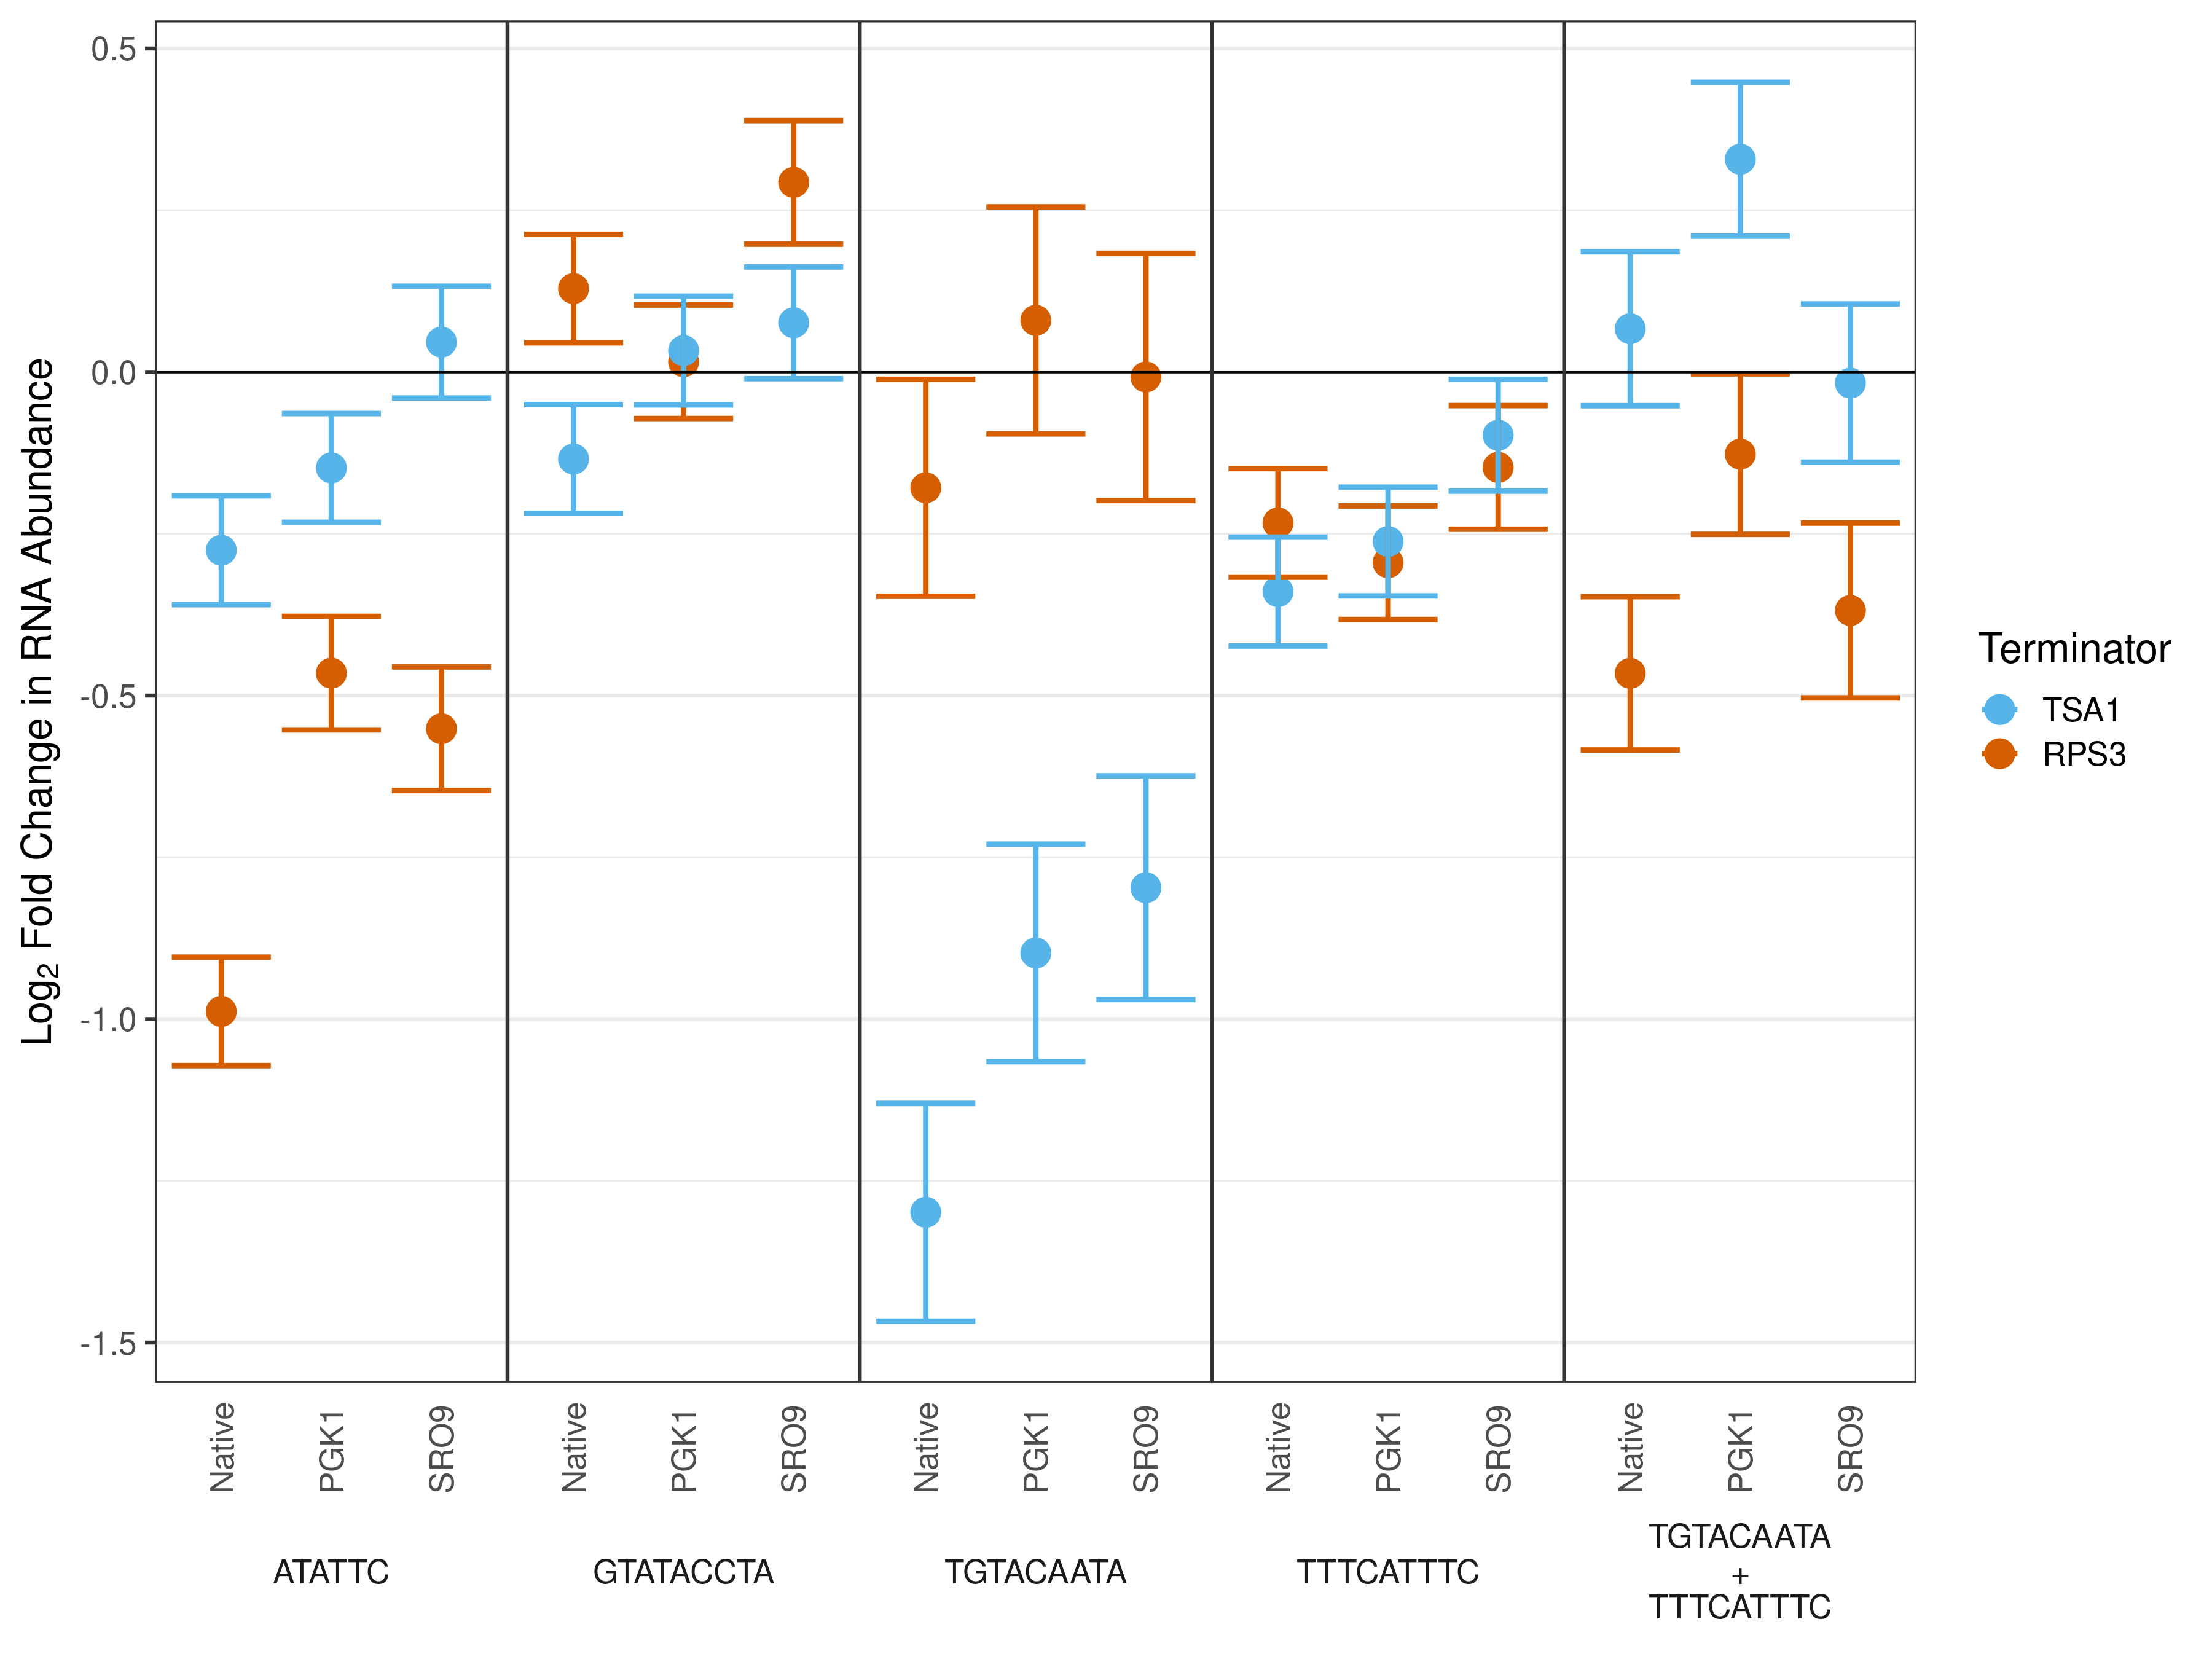 Log2 Fold Change in RNA Abundance
0.5
0.0
-0.5
-1.0
-1.5
Native PGK1 SRO9 Native PGK1 SRO9 Native PGK1 SRO9 Native PGK1 SRO9 Native PGK1 SRO9
ATATTC GTATACCTA TGTACAATA TTTCATTTC
TGTACAATA
+
TTTCATTTC
Terminator
TSA1
RPS3